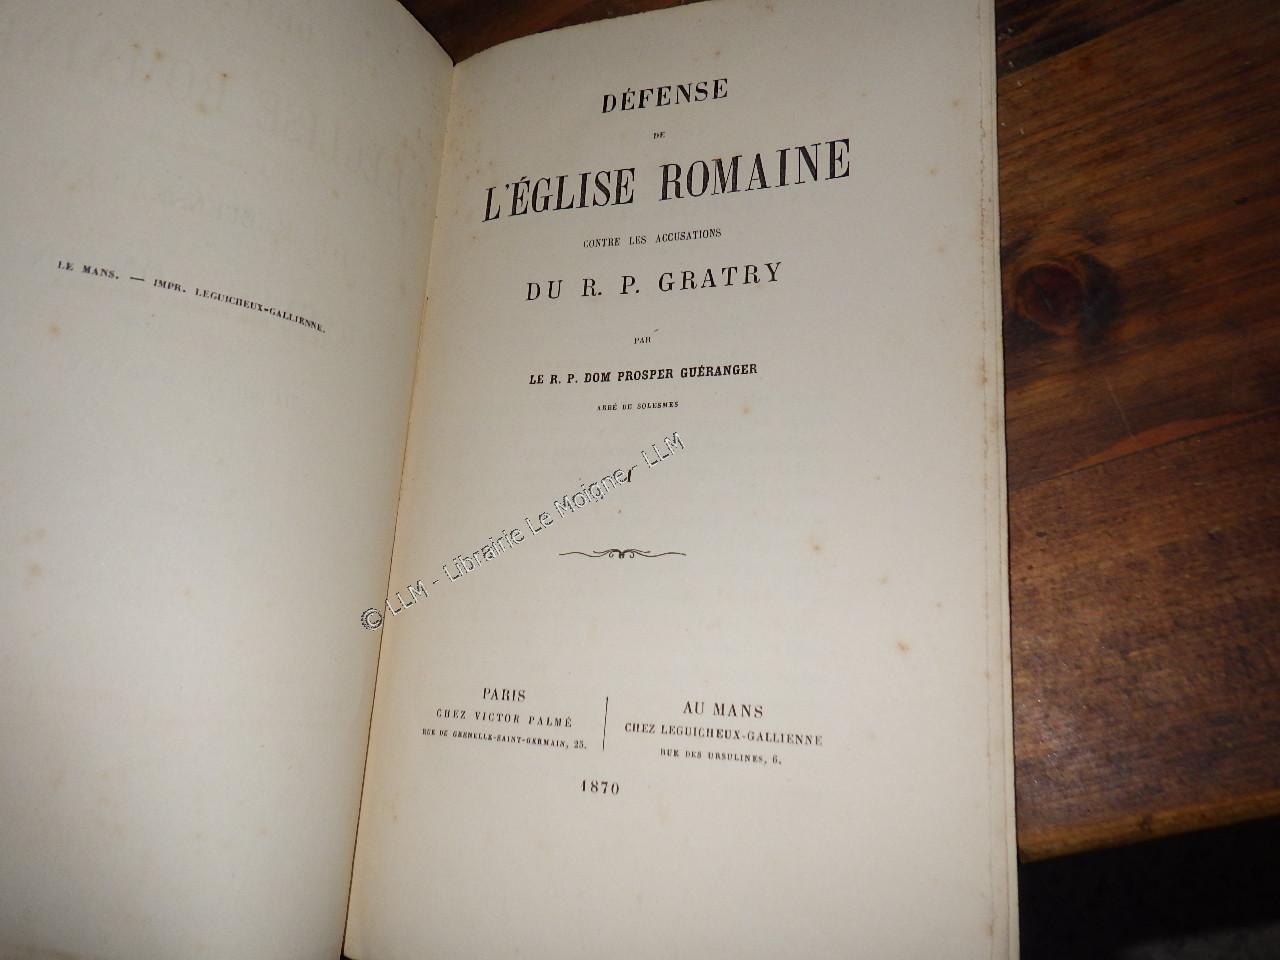 LE MANS. — IMPR. LEGUICHEUX-GALLIENNE.
DÉFENSE
DE
L'ÉGLISE ROMAINE
CONTRE LES ACCUSATIONS
DU R. P. GRATRY
PAR
LE R. P. DOM PROSPER GUÉRANGER
ABBÉ DE SOLESMES
I
© LLM - Librairie Le Moigne - LLM
PARIS
CHEZ VICTOR PALMÉ
RUE DE GRENELLE-SAINT-GERMAIN, 25.
AU MANS
CHEZ LEGUICHEUX-GALLIENNE
RUE DES URSULINES, 6.
1870